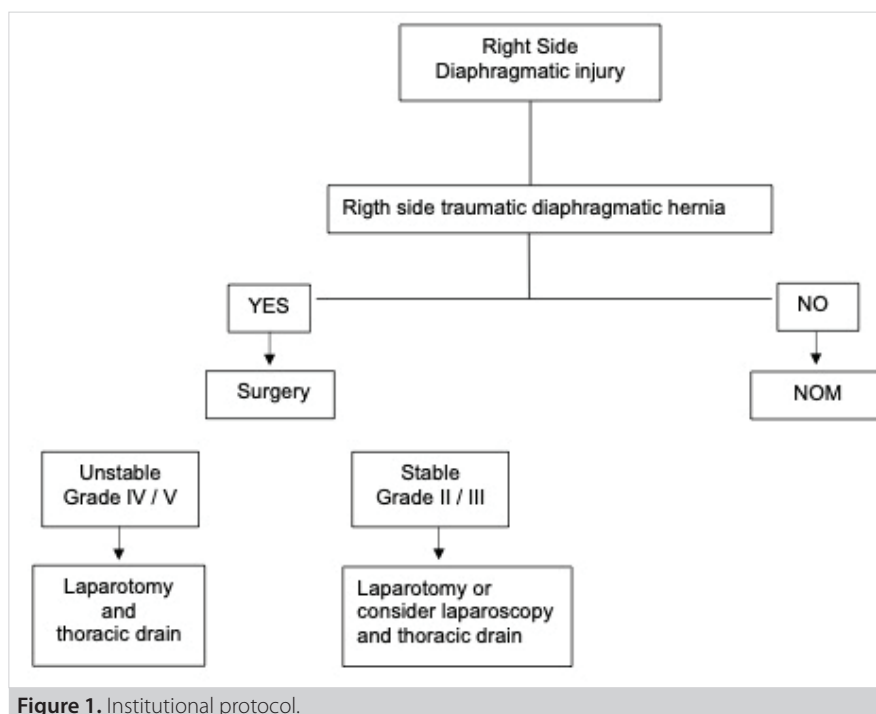 Right Side
Diaphragmatic injury
Rigth side traumatic diaphragmatic hernia
YES
NO
Surgery
NOM
Unstable
Grade IV / V
Stable
Grade II / III
Laparotomy
and
thoracic drain
Laparotomy or
consider laparoscopy
and thoracic drain
Figure 1. Institutional protocol.